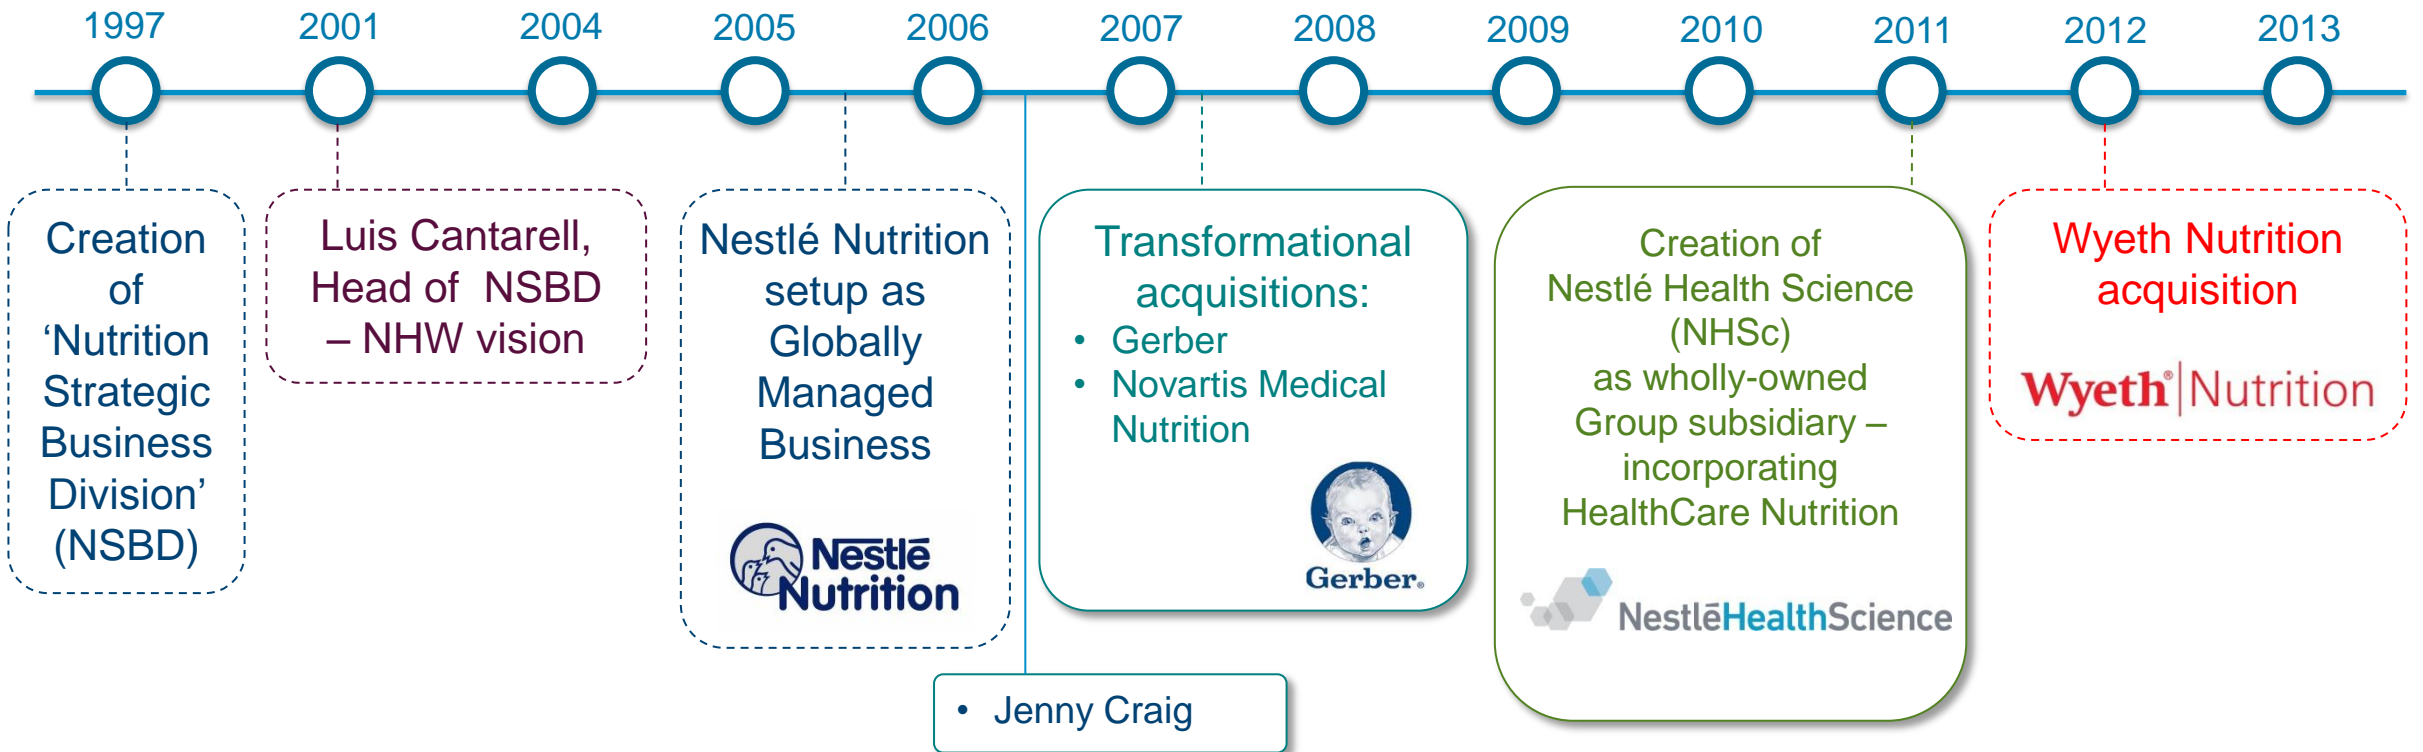 1997
2001
2004
2005
2006
2007
2008
2009
2010
2011
2012
2013
Creation
of
‘Nutrition
Strategic
Business
Division’
(NSBD)
Luis Cantarell,
Head of NSBD
– NHW vision
Nestlé Nutrition
setup as
Globally
Managed
Business
Nestlé
Nutrition
• Jenny Craig
Transformational
acquisitions:
• Gerber
• Novartis Medical
Nutrition
Gerber®
Creation of
Nestlé Health Science
(NHSc)
as wholly-owned
Group subsidiary –
incorporating
HealthCare Nutrition
NestléHealthScience
Wyeth Nutrition
acquisition
Wyeth® | Nutrition